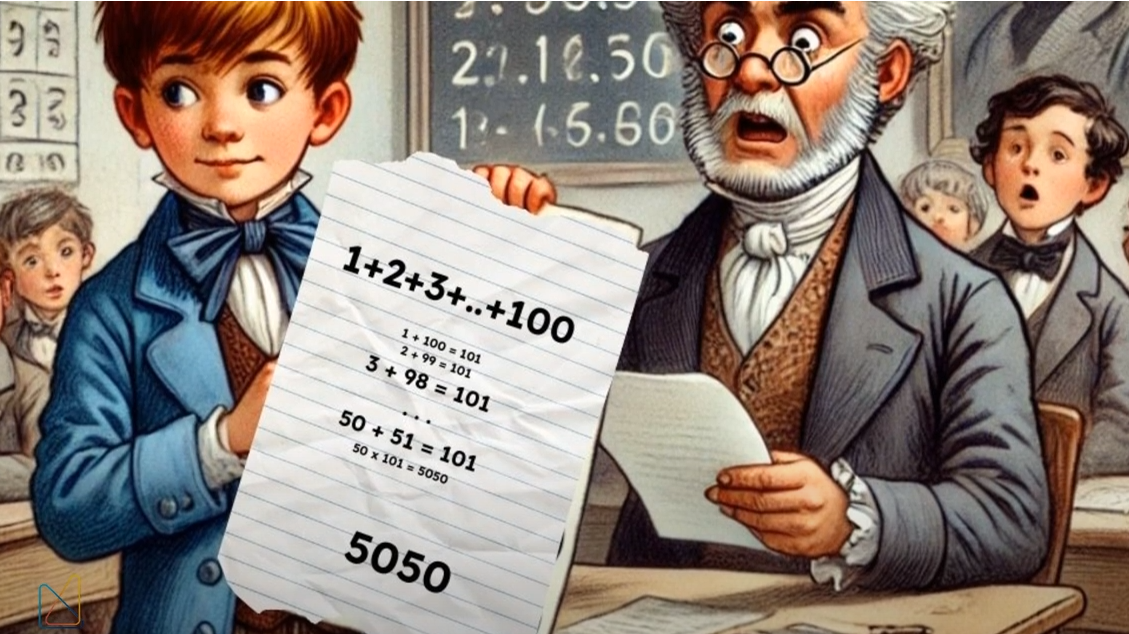 1+2+3+..+100
1 + 100 = 101
2 + 99 = 101
3 + 98 = 101
...
50 + 51 = 101
50 x 101 = 5050
5050